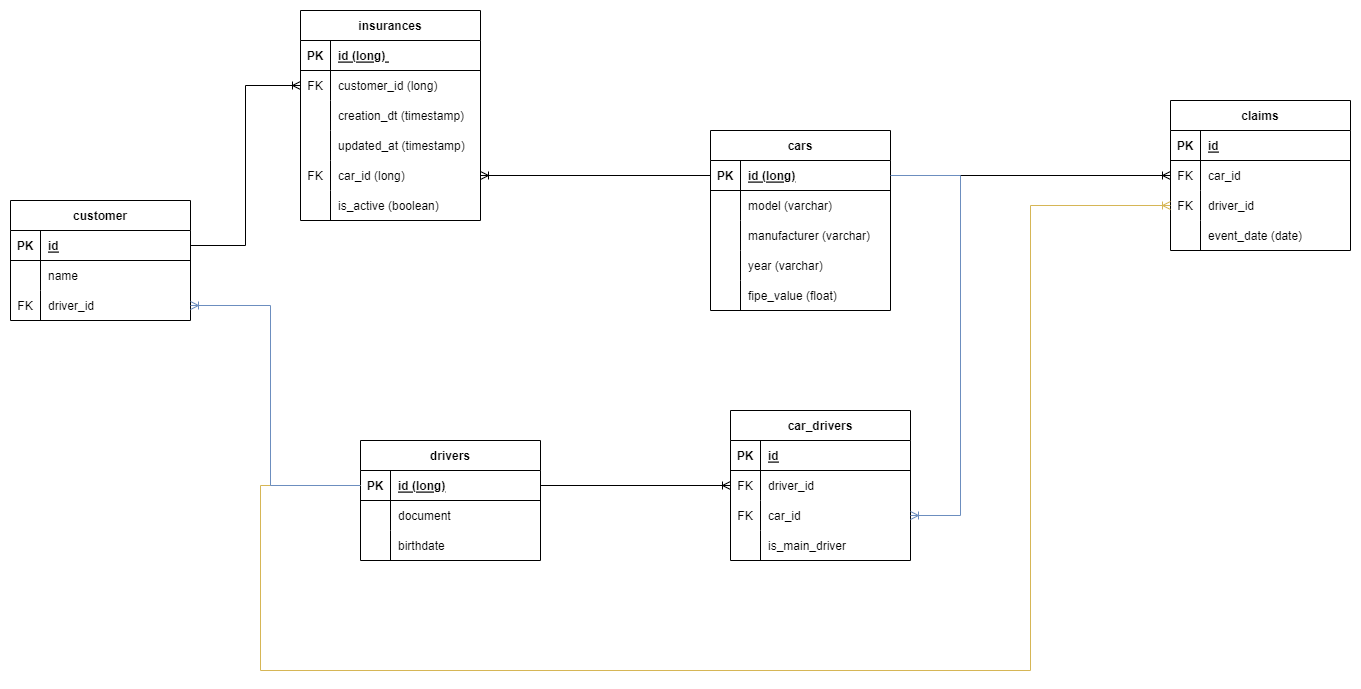 insurances
PK id (long)
FK customer_id (long)
creation_dt (timestamp)
updated_at (timestamp)
FK car_id (long)
is_active (boolean)
customer
PK id
name
FK driver_id
cars
PK id (long)
model (varchar)
manufacturer (varchar)
year (varchar)
fipe_value (float)
claims
PK id
FK car_id
FK driver_id
event_date (date)
drivers
PK id (long)
document
birthdate
car_drivers
PK id
FK driver_id
FK car_id
is_main_driver